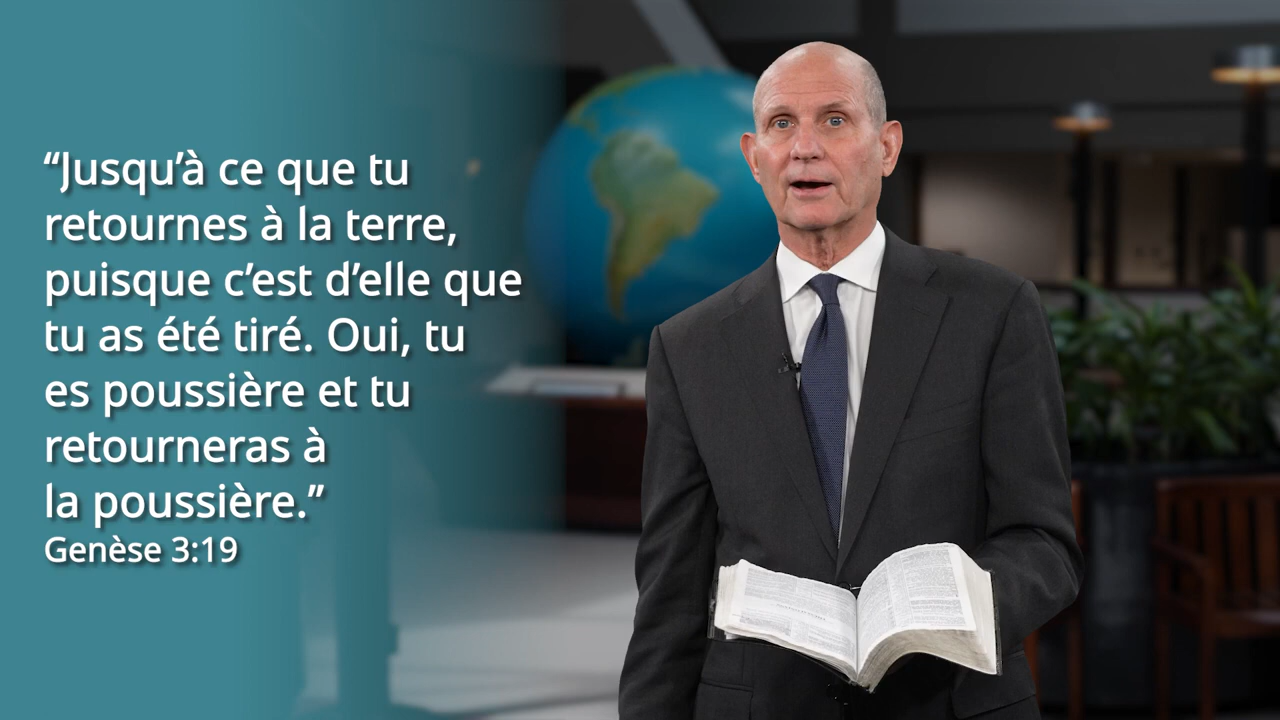 “Jusqu’à ce que tu
retournes à la terre,
puisque c’est d’elle que
tu as été tiré. Oui, tu
es poussière et tu
retourneras à
la poussière.”
Genèse 3:19